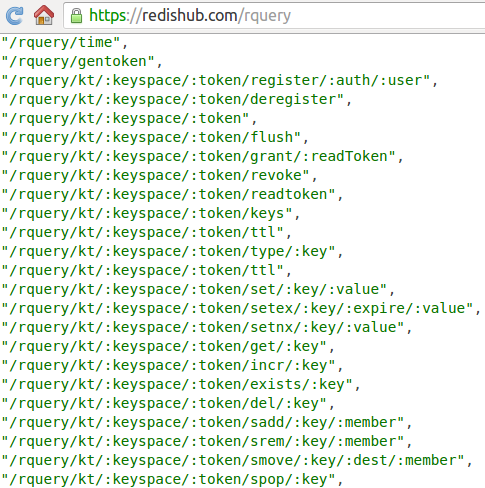 https://redishub.com/rquery
"/rquery/time",
"/rquery/gentoken",
"/rquery/kt/:keyspace/:token/register/:auth/:user",
"/rquery/kt/:keyspace/:token/deregister",
"/rquery/kt/:keyspace/:token",
"/rquery/kt/:keyspace/:token/flush",
"/rquery/kt/:keyspace/:token/grant/:readToken",
"/rquery/kt/:keyspace/:token/revoke",
"/rquery/kt/:keyspace/:token/readtoken",
"/rquery/kt/:keyspace/:token/keys",
"/rquery/kt/:keyspace/:token/ttl",
"/rquery/kt/:keyspace/:token/type/:key",
"/rquery/kt/:keyspace/:token/ttl",
"/rquery/kt/:keyspace/:token/set/:key/:value",
"/rquery/kt/:keyspace/:token/setex/:key/:expire/:value",
"/rquery/kt/:keyspace/:token/setnx/:key/:value",
"/rquery/kt/:keyspace/:token/get/:key",
"/rquery/kt/:keyspace/:token/incr/:key",
"/rquery/kt/:keyspace/:token/exists/:key",
"/rquery/kt/:keyspace/:token/del/:key",
"/rquery/kt/:keyspace/:token/sadd/:key/:member",
"/rquery/kt/:keyspace/:token/srem/:key/:member",
"/rquery/kt/:keyspace/:token/smove/:key/:dest/:member",
"/rquery/kt/:keyspace/:token/spop/:key",